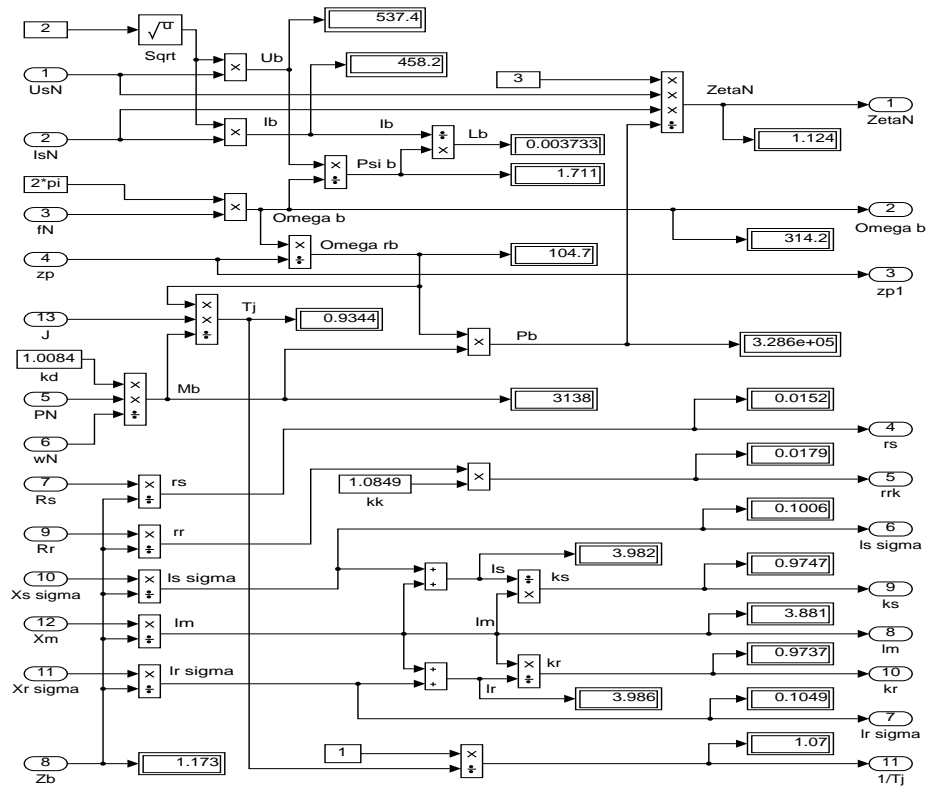 2
√u
Sqrt
537.4
Ub
1
UsN
458.2
3
ZetaN
1
ZetaN
Ib
Ib
2
IsN
Lb
0.003733
1.124
Psi b
1.711
2*pi
3
fN
Omega b
2
Omega b
314.2
4
zp
Omega rb
104.7
3
zp1
13
J
Tj
0.9344
Pb
3.286e+05
1.0084
kd
5
PN
Mb
3138
0.0152
6
wN
4
rs
7
Rs
rs
1.0849
kk
0.0179
5
rrk
9
Rr
rr
0.1006
6
ls sigma
10
Xs sigma
ls sigma
ls
3.982
ks
0.9747
9
ks
12
Xm
lm
lm
3.881
8
lm
11
Xr sigma
lr sigma
kr
lr
0.9737
10
kr
3.986
0.1049
7
lr sigma
8
Zb
1.173
1
1.07
11
1/Tj